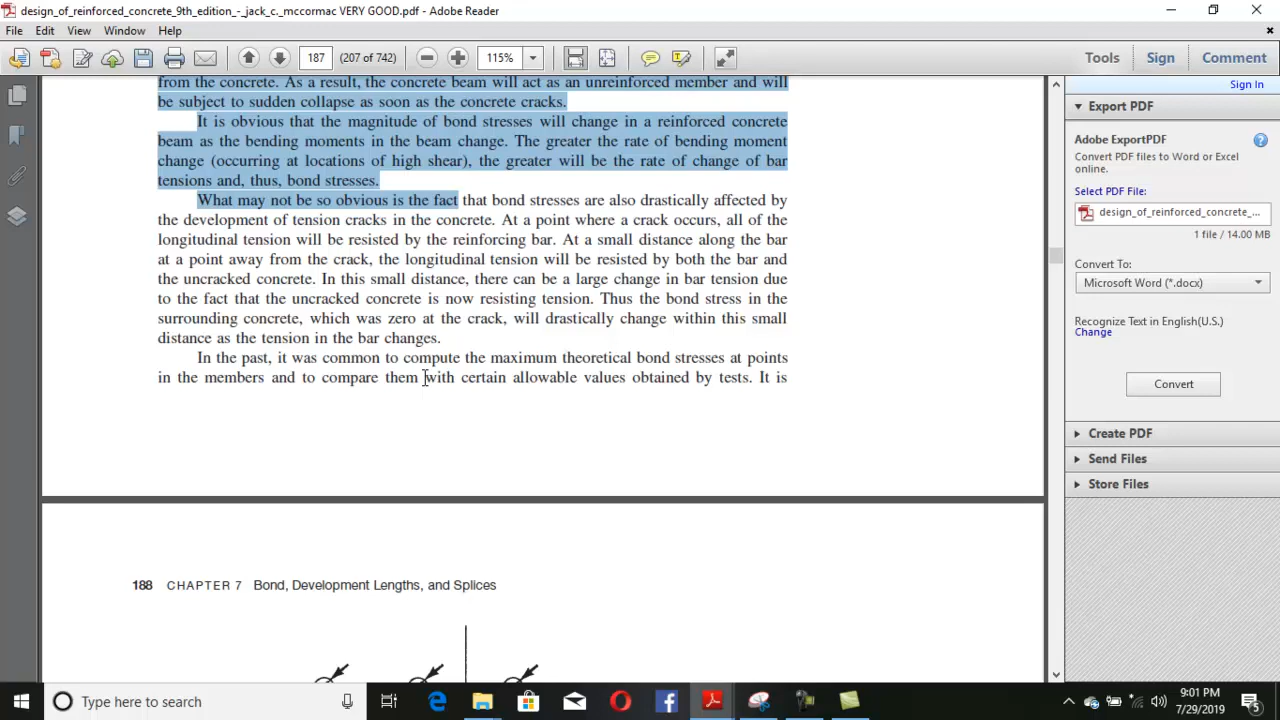 design_of_reinforced_concrete_9th_edition_-_jack_c._mccormac VERY GOOD.pdf - Adobe Reader
File Edit View Window Help
187 (207 of 742) 115% Tools Sign Comment
Sign In
from the concrete. As a result, the concrete beam will act as an unreinforced member and will
be subject to sudden collapse as soon as the concrete cracks.
It is obvious that the magnitude of bond stresses will change in a reinforced concrete
beam as the bending moments in the beam change. The greater the rate of bending moment
change (occurring at locations of high shear), the greater will be the rate of change of bar
tensions and, thus, bond stresses.
What may not be so obvious is the fact that bond stresses are also drastically affected by
the development of tension cracks in the concrete. At a point where a crack occurs, all of the
longitudinal tension will be resisted by the reinforcing bar. At a small distance along the bar
at a point away from the crack, the longitudinal tension will be resisted by both the bar and
the uncracked concrete. In this small distance, there can be a large change in bar tension due
to the fact that the uncracked concrete is now resisting tension. Thus the bond stress in the
surrounding concrete, which was zero at the crack, will drastically change within this small
distance as the tension in the bar changes.
In the past, it was common to compute the maximum theoretical bond stresses at points
in the members and to compare them with certain allowable values obtained by tests. It is
188 CHAPTER 7 Bond, Development Lengths, and Splices
Export PDF
Adobe ExportPDF
Convert PDF files to Word or Excel
online.
Select PDF File:
design_of_reinforced_concrete_...
1 file / 14.00 MB
Convert To:
Microsoft Word (*.docx)
Recognize Text in English(U.S.)
Change
Convert
Create PDF
Send Files
Store Files
Type here to search
9:01 PM
7/29/2019
5